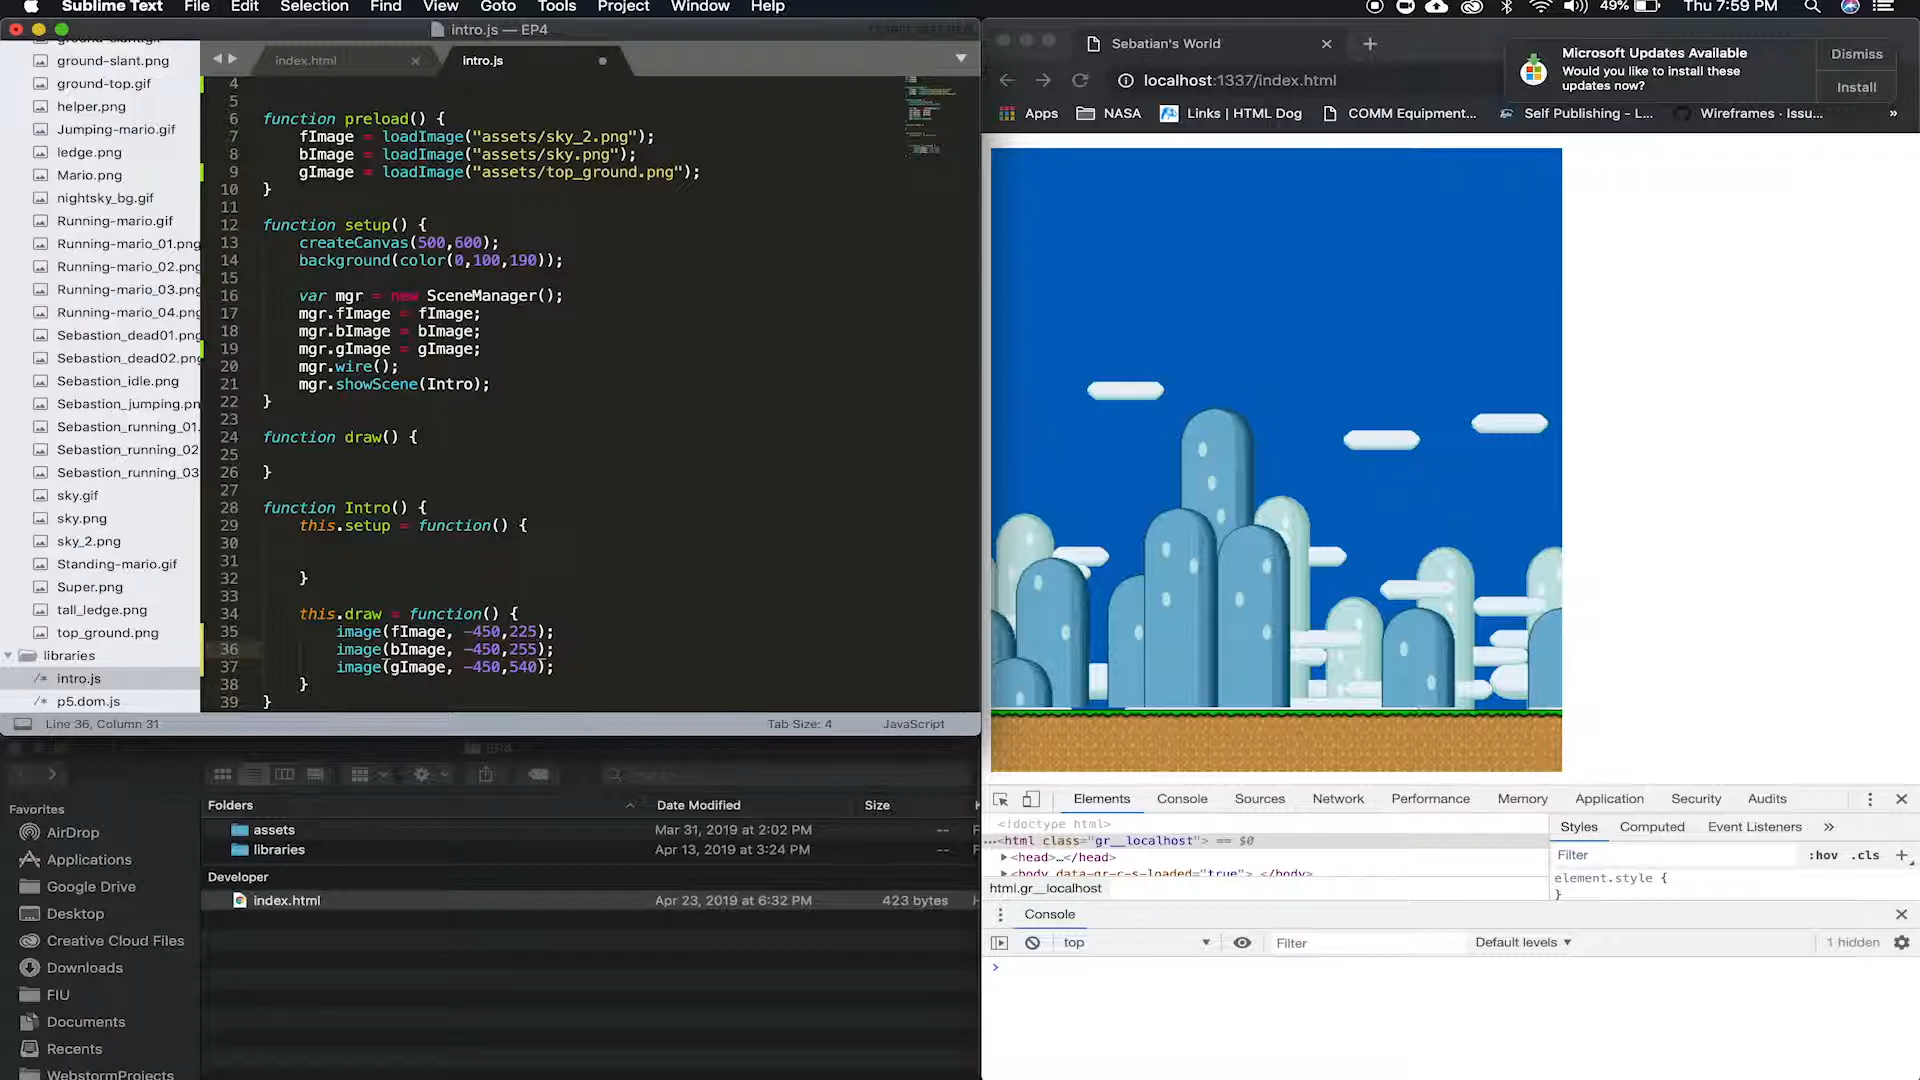 Sublime Text File Edit Selection Find View Goto Tools Project Window Help 49% Thu 7:59 PM
intro.js — EP4
index.html × intro.js
ground-slant.png
ground-top.gif
helper.png
Jumping-mario.gif
ledge.png
Mario.png
nightsky_bg.gif
Running-mario.gif
Running-mario_01.png
Running-mario_02.png
Running-mario_03.png
Running-mario_04.png
Sebastion_dead01.png
Sebastion_dead02.png
Sebastion_idle.png
Sebastion_jumping.pn
Sebastion_running_01.
Sebastion_running_02
Sebastion_running_03
sky.gif
sky.png
sky_2.png
Standing-mario.gif
Super.png
tall_ledge.png
top_ground.png
libraries
/* intro.js
/* p5.dom.js
4
5
6 function preload() {
7 fImage = loadImage("assets/sky_2.png");
8 bImage = loadImage("assets/sky.png");
9 gImage = loadImage("assets/top_ground.png");
10 }
11
12 function setup() {
13 createCanvas(500,600);
14 background(color(0,100,190));
15
16 var mgr = new SceneManager();
17 mgr.fImage = fImage;
18 mgr.bImage = bImage;
19 mgr.gImage = gImage;
20 mgr.wire();
21 mgr.showScene(Intro);
22 }
23
24 function draw() {
25
26 }
27
28 function Intro() {
29 this.setup = function() {
30
31
32 }
33
34 this.draw = function() {
35 image(fImage, -450,225);
36 image(bImage, -450,255);
37 image(gImage, -450,540);
38 }
39 }
Line 36, Column 31 Tab Size: 4 JavaScript
EP4
Favorites
AirDrop
Applications
Google Drive
Desktop
Creative Cloud Files
Downloads
FIU
Documents
Recents
WebstormProjects
Folders Date Modified Size
assets Mar 31, 2019 at 2:02 PM -- F
libraries Apr 13, 2019 at 3:24 PM -- F
Developer
index.html Apr 23, 2019 at 6:32 PM 423 bytes
Sebatian's World
localhost:1337/index.html
Microsoft Updates Available
Would you like to install these
updates now?
Dismiss
Install
Apps NASA Links | HTML Dog COMM Equipment... Self Publishing - L... Wireframes · Issu... »
Elements Console Sources Network Performance Memory Application Security Audits
<!doctype html>
...<html class="gr__localhost"> == $0
<head>…</head>
<body data-gr-c-s-loaded="true"> </body>
html.gr__localhost
Styles Computed Event Listeners »
Filter :hov .cls +
element.style {
}
Console
top Filter Default levels 1 hidden
>